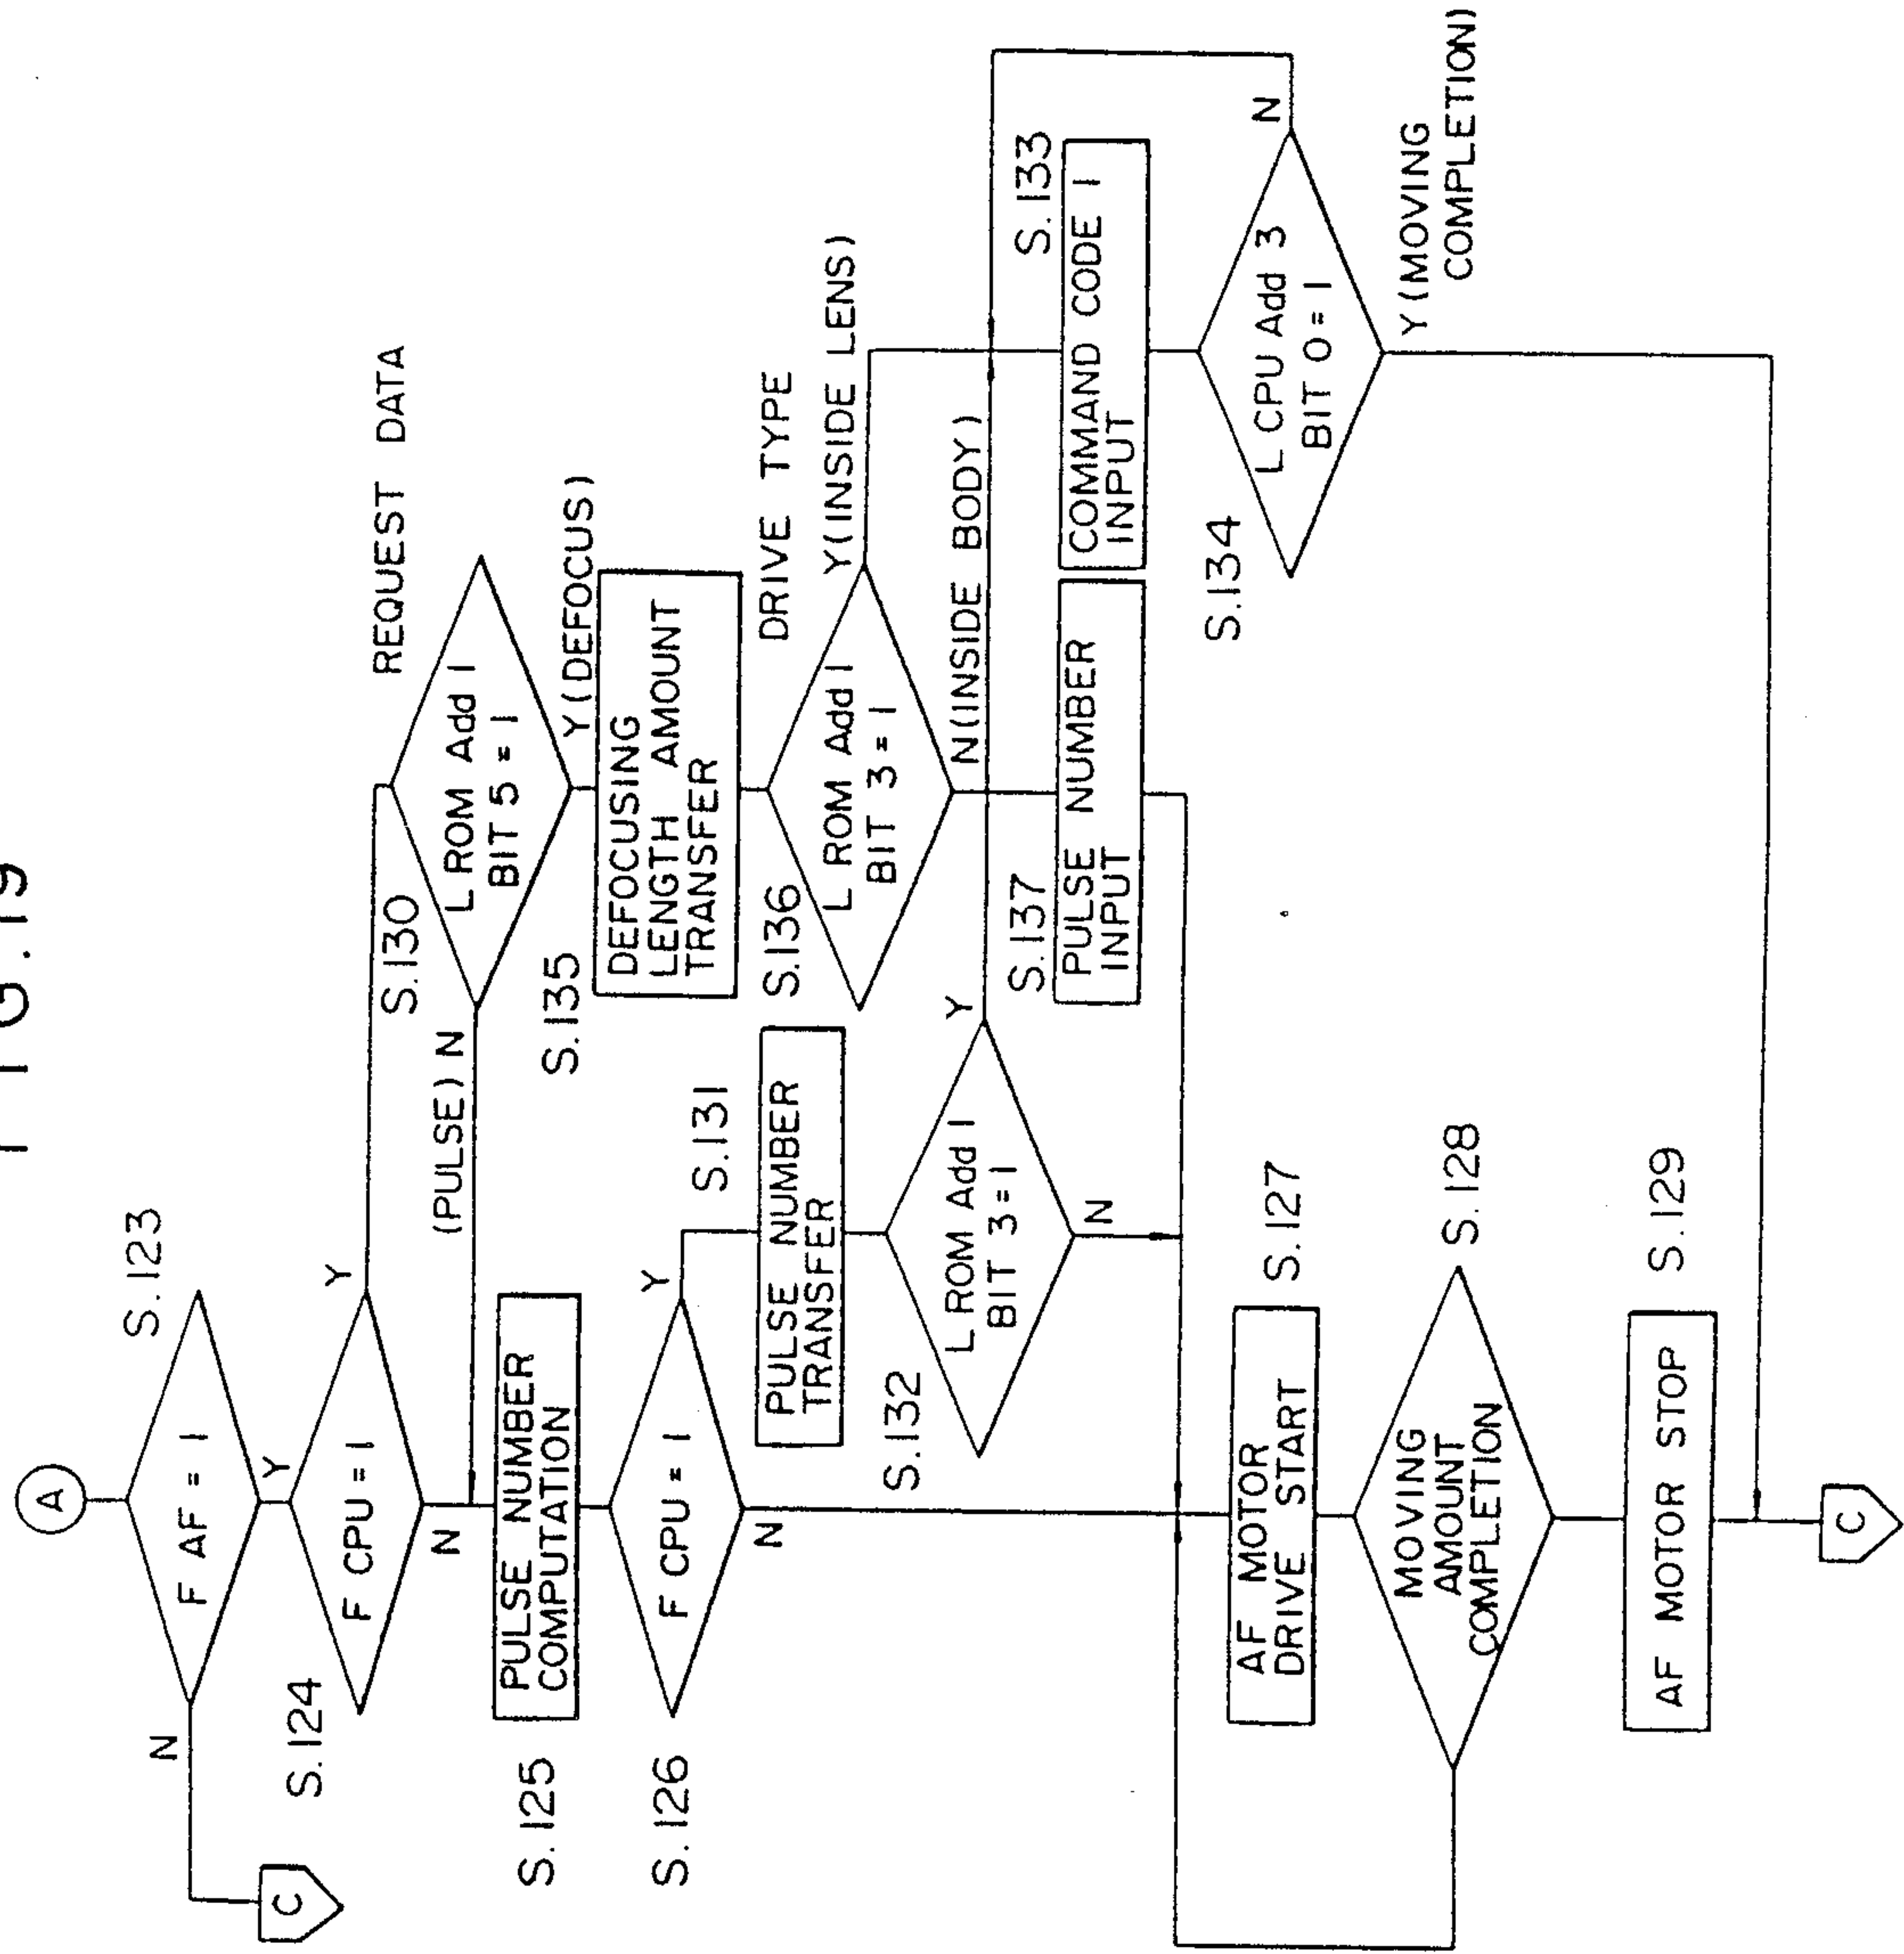 FIG.19
A
S.123
F AF = 1
N
Y
C
S.124
F CPU = 1
Y
N
REQUEST DATA
S.130
L ROM Add 1
BIT 5 = 1
(PULSE) N
Y (DEFOCUS)
S.125
PULSE NUMBER
COMPUTATION
S.135
DEFOCUSING
LENGTH AMOUNT
TRANSFER
S.126
F CPU = 1
Y
N
S.131
PULSE NUMBER
TRANSFER
DRIVE TYPE
S.136
L ROM Add 1
BIT 3 = 1
Y(INSIDE LENS)
N(INSIDE BODY)
S.132
L ROM Add 1
BIT 3 = 1
Y
N
S.137
PULSE NUMBER
INPUT
S.133
COMMAND CODE 1
INPUT
S.134
L CPU Add 3
BIT 0 = 1
N
Y (MOVING
COMPLETION)
S.127
AF MOTOR
DRIVE START
S.128
MOVING
AMOUNT
COMPLETION
S.129
AF MOTOR STOP
C